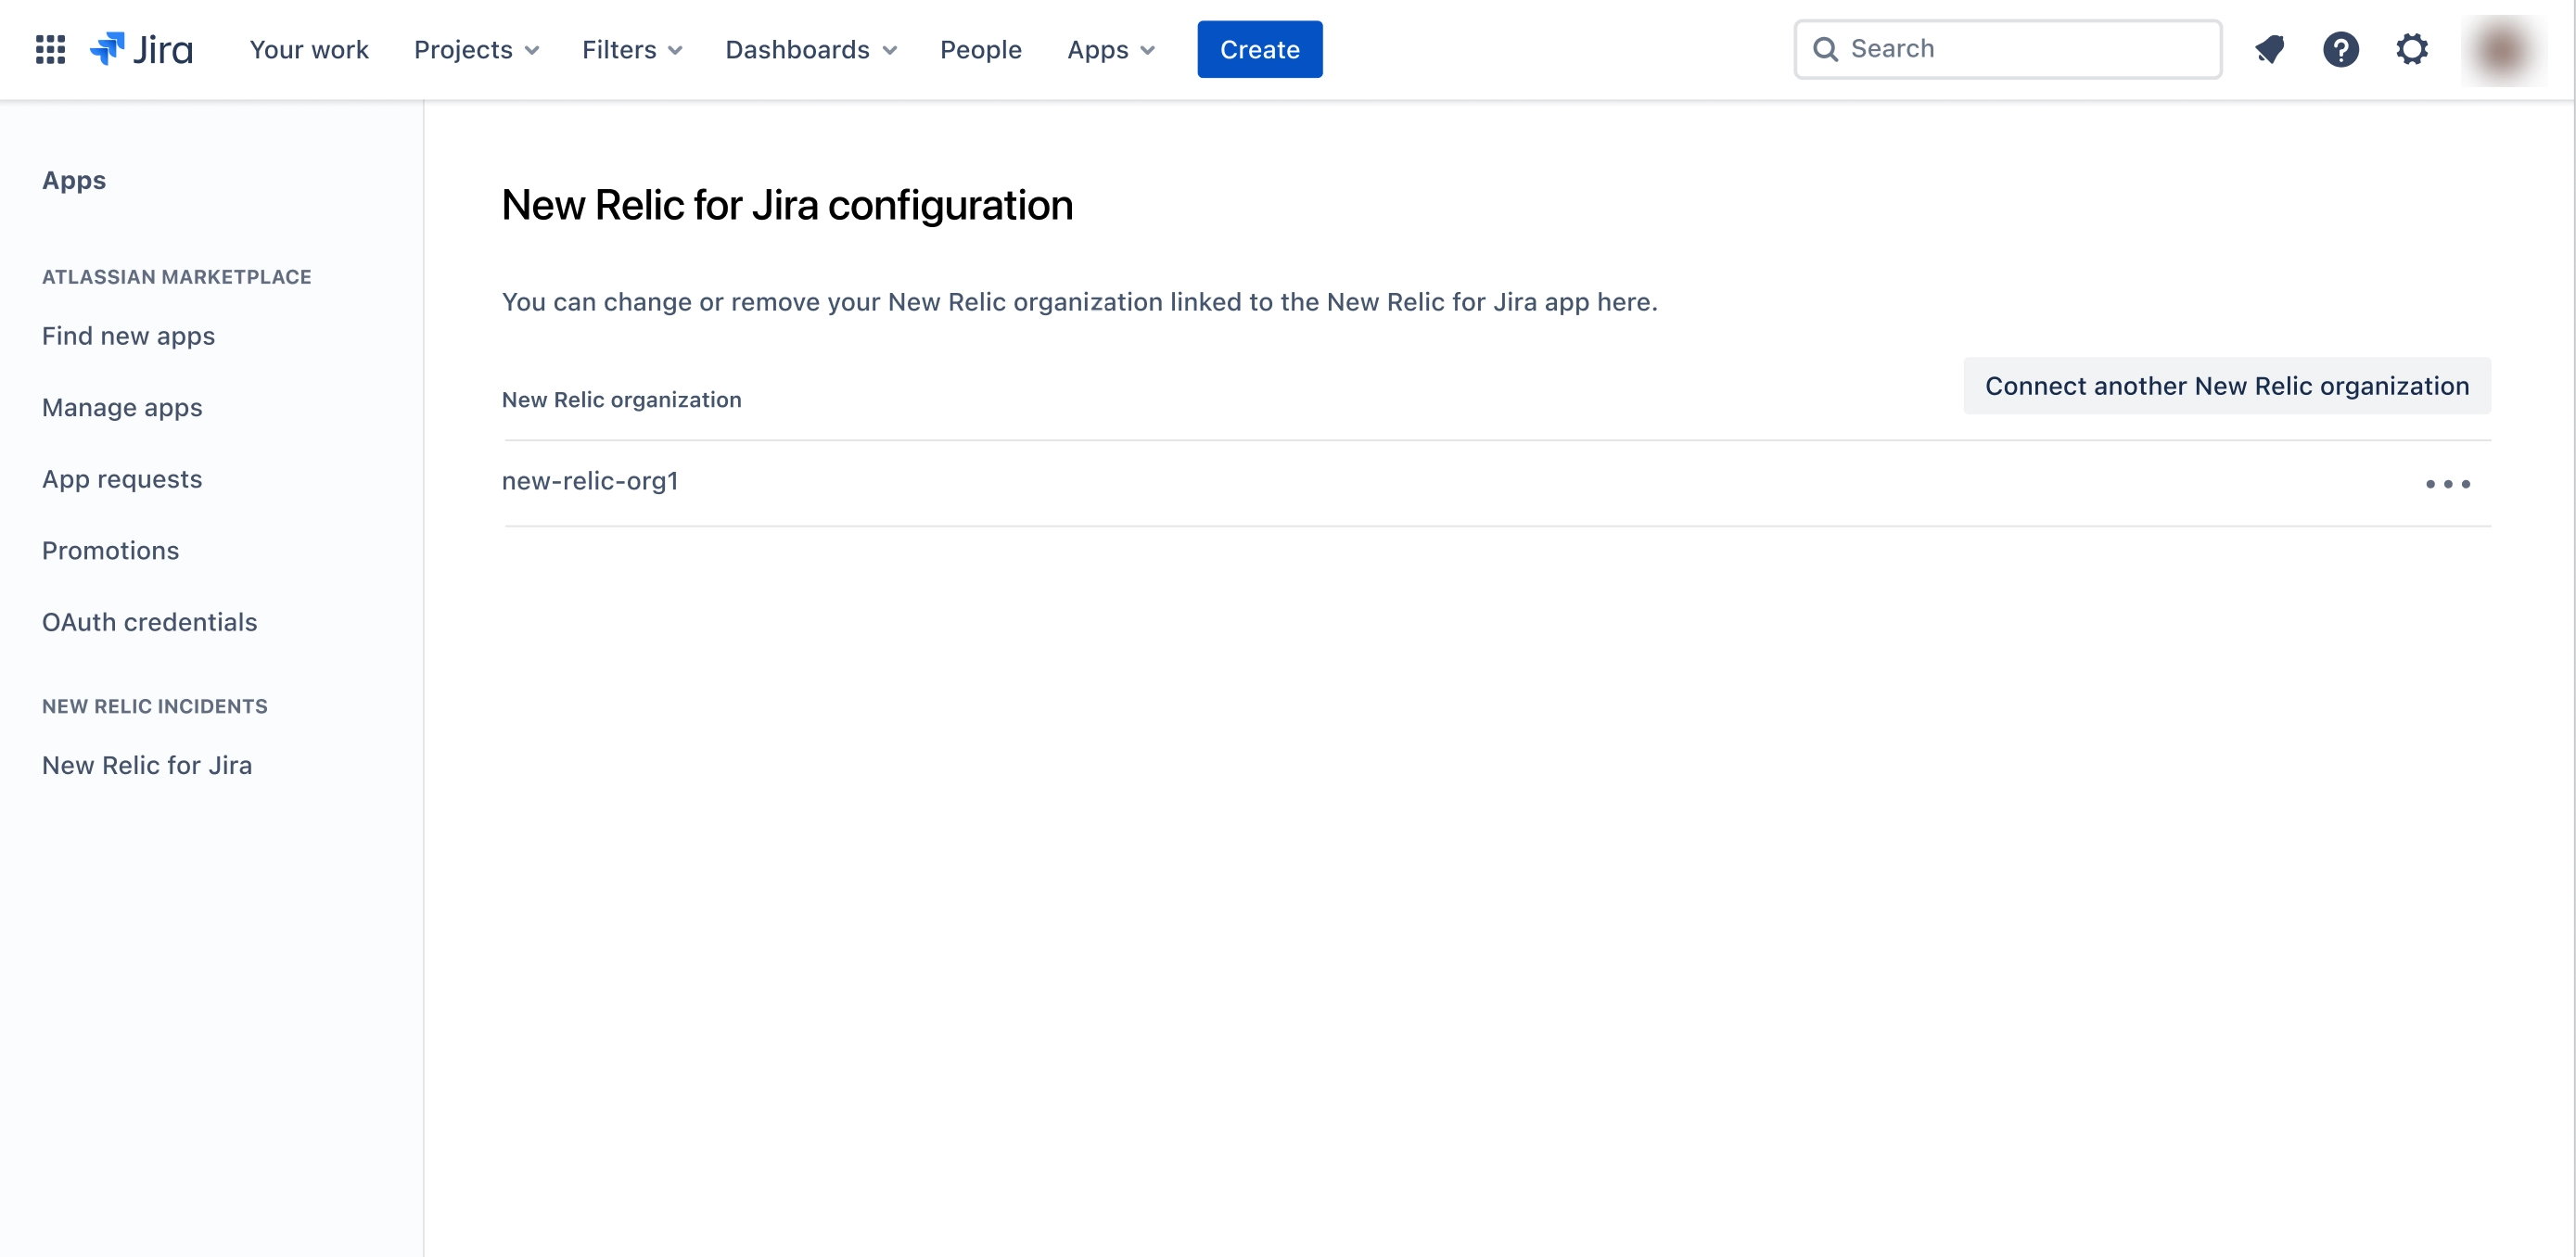 Jira Your work Projects Filters Dashboards People Apps Create Search
Apps
ATLASSIAN MARKETPLACE
Find new apps
Manage apps
App requests
Promotions
OAuth credentials
NEW RELIC INCIDENTS
New Relic for Jira
New Relic for Jira configuration
You can change or remove your New Relic organization linked to the New Relic for Jira app here.
New Relic organization
Connect another New Relic organization
new-relic-org1